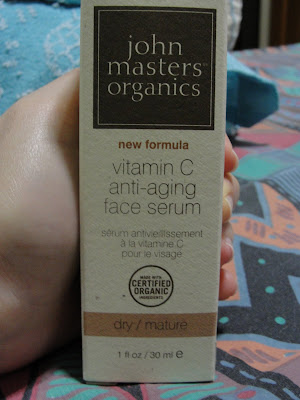 john
masters
organics
new formula
vitamin C
anti-aging
face serum
sérum antivieillissement
à la vitamine C
pour le visage
MADE WITH
CERTIFIED
ORGANIC
INGREDIENTS
dry / mature
1 fl oz / 30 ml e